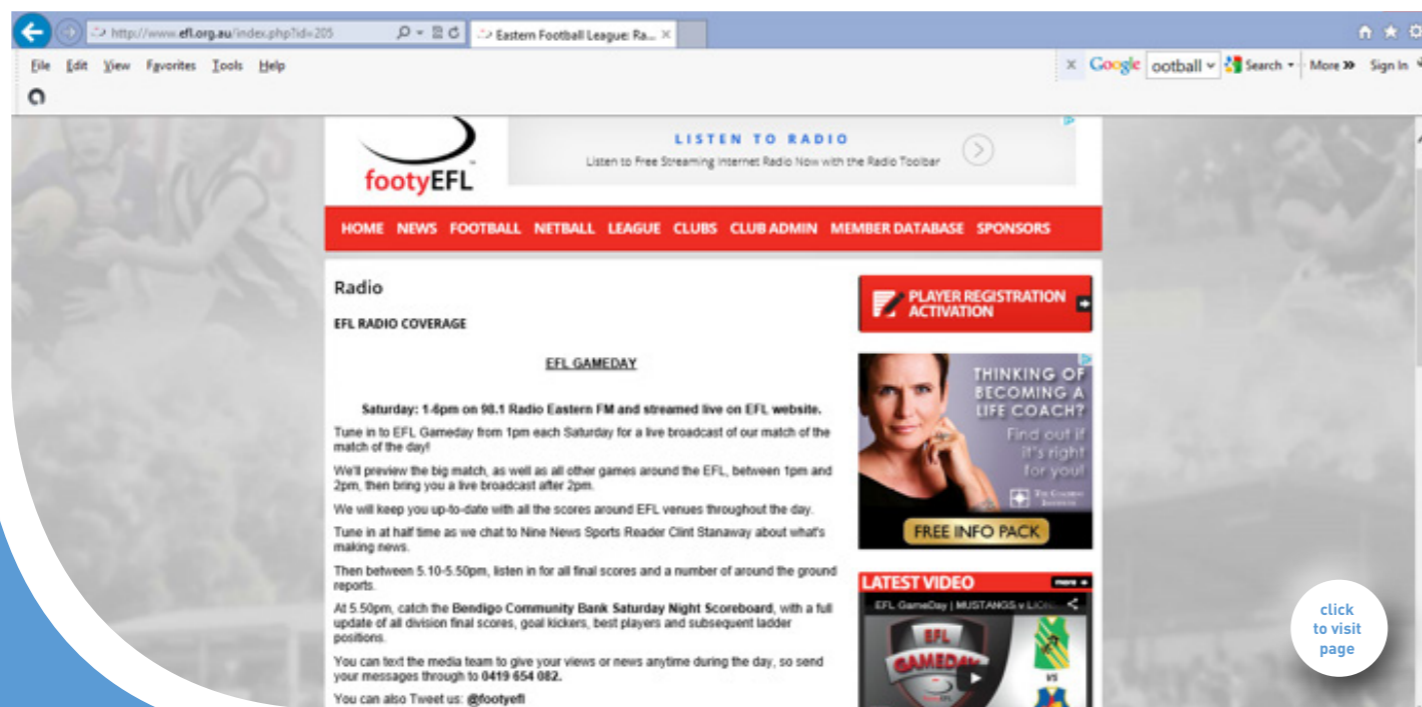 http://www.efl.org.au/index.php?id=205
Eastern Football League: Ra...
File Edit View Favorites Tools Help
x Google ootball Search More » Sign In
footyEFL
LISTEN TO RADIO
Listen to Free Streaming Internet Radio Now with the Radio Toolbar
HOME NEWS FOOTBALL NETBALL LEAGUE CLUBS CLUB ADMIN MEMBER DATABASE SPONSORS
Radio
EFL RADIO COVERAGE
EFL GAMEDAY
Saturday: 1-6pm on 98.1 Radio Eastern FM and streamed live on EFL website.
Tune in to EFL Gameday from 1pm each Saturday for a live broadcast of our match of the
match of the day!
We'll preview the big match, as well as all other games around the EFL, between 1pm and
2pm, then bring you a live broadcast after 2pm.
We will keep you up-to-date with all the scores around EFL venues throughout the day.
Tune in at half time as we chat to Nine News Sports Reader Clint Stanaway about what's
making news.
Then between 5.10-5.50pm, listen in for all final scores and a number of around the ground
reports.
At 5.50pm, catch the Bendigo Community Bank Saturday Night Scoreboard, with a full
update of all division final scores, goal kickers, best players and subsequent ladder
positions.
You can text the media team to give your views or news anytime during the day, so send
your messages through to 0419 654 082.
You can also Tweet us: @footyefl
PLAYER REGISTRATION
ACTIVATION
THINKING OF
BECOMING A
LIFE COACH?
Find out if
it's right
for you!
THE COACHING
INSTITUTE
FREE INFO PACK
LATEST VIDEO
more
EFL GameDay | MUSTANGS v LION
EFL
GAMEDAY
VS
click
to visit
page